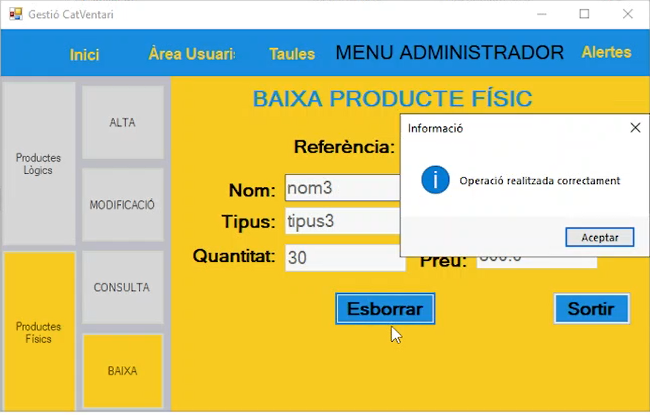 Gestió CatVentari
Inici
Àrea Usuari
Taules
MENU ADMINISTRADOR
Alertes
Productes
Lògics
Productes
Físics
ALTA
MODIFICACIÓ
CONSULTA
BAIXA
BAIXA PRODUCTE FÍSIC
Referència:
Nom: nom3
Tipus: tipus3
Quantitat: 30
Preu:
Esborrar
Sortir
Informació
Operació realitzada correctament
Aceptar